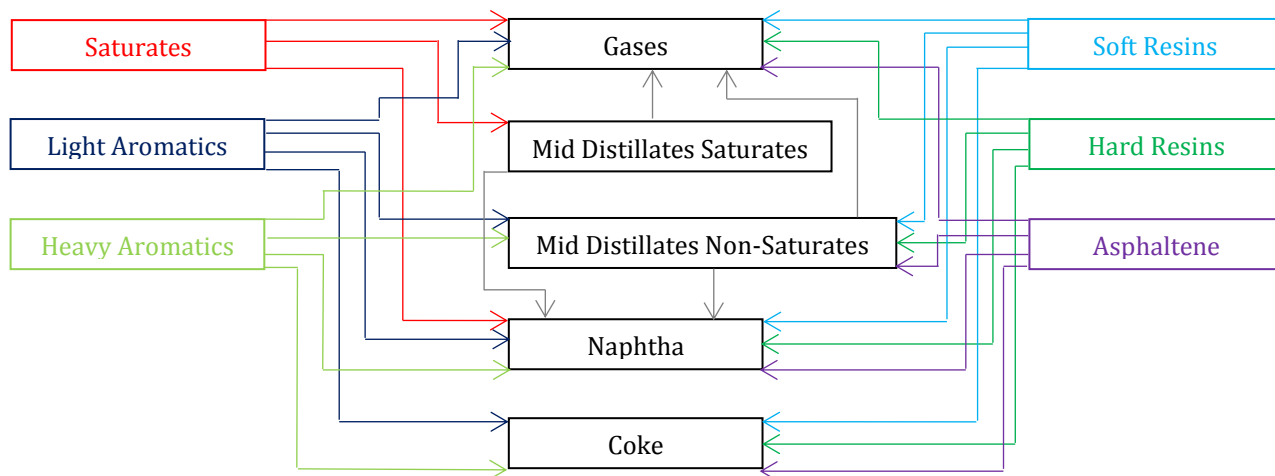 Saturates
Gases
Soft Resins
Light Aromatics
Mid Distillates Saturates
Hard Resins
Heavy Aromatics
Mid Distillates Non-Saturates
Asphaltene
Naphtha
Coke